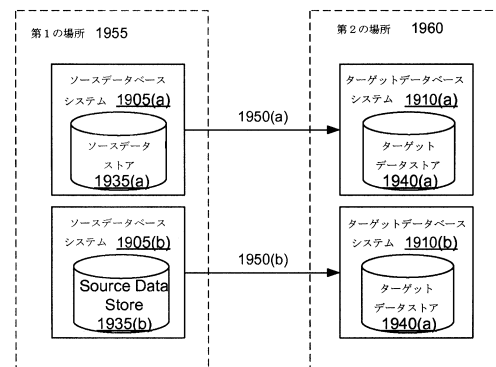 第１の場所 1955
第２の場所 1960
ソースデータベース
システム 1905(a)
ソースデータ
ストア
1935(a)
1950(a)
ターゲットデータベース
システム 1910(a)
ターゲット
データストア
1940(a)
ソースデータベース
システム 1905(b)
Source Data
Store
1935(b)
1950(b)
ターゲットデータベース
システム 1910(b)
ターゲット
データストア
1940(a)